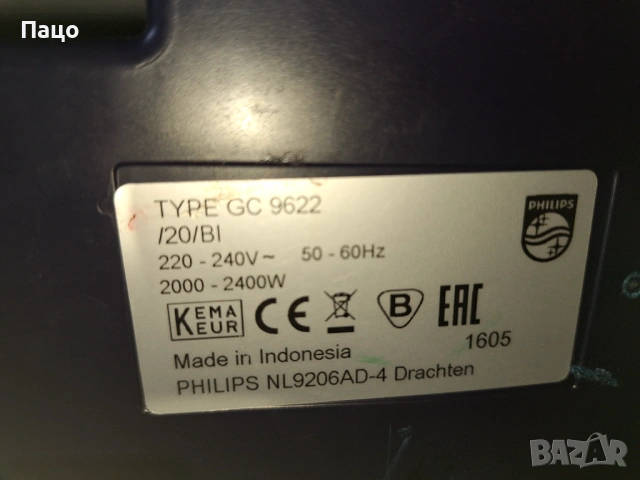 Пацо
TYPE GC 9622
/20/BI
220 - 240V ~ 50 - 60Hz
2000 - 2400W
PHILIPS
KEMA
KEUR
CE
B
EAC
1605
Made in Indonesia
PHILIPS NL9206AD-4 Drachten
BAZAR